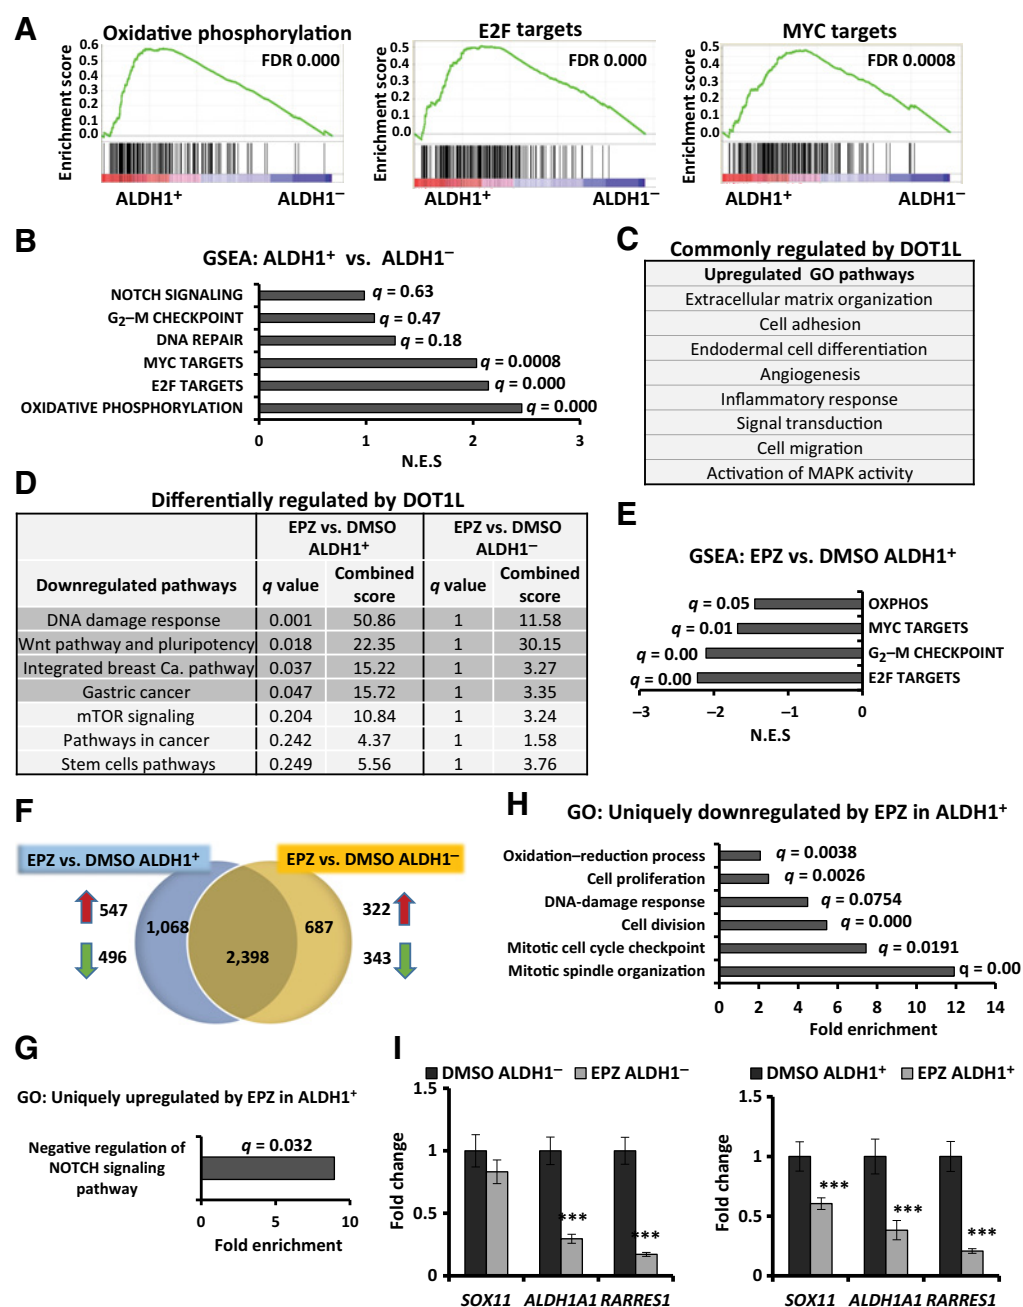 A
Oxidative phosphorylation
Enrichment score
0.6
0.5
0.4
0.3
0.2
0.1
0.0
FDR 0.000
ALDH1+ ALDH1–
E2F targets
Enrichment score
0.5
0.4
0.3
0.2
0.1
0.0
FDR 0.000
ALDH1+ ALDH1–
MYC targets
Enrichment score
0.5
0.4
0.3
0.2
0.1
0.0
FDR 0.0008
ALDH1+ ALDH1–
B
GSEA: ALDH1+ vs. ALDH1–
NOTCH SIGNALING q = 0.63
G2–M CHECKPOINT q = 0.47
DNA REPAIR q = 0.18
MYC TARGETS q = 0.0008
E2F TARGETS q = 0.000
OXIDATIVE PHOSPHORYLATION q = 0.000
0 1 2 3
N.E.S
C
Commonly regulated by DOT1L
Upregulated GO pathways
Extracellular matrix organization
Cell adhesion
Endodermal cell differentiation
Angiogenesis
Inflammatory response
Signal transduction
Cell migration
Activation of MAPK activity
D
Differentially regulated by DOT1L
EPZ vs. DMSO ALDH1+ EPZ vs. DMSO ALDH1–
Downregulated pathways q value Combined score q value Combined score
DNA damage response 0.001 50.86 1 11.58
Wnt pathway and pluripotency 0.018 22.35 1 30.15
Integrated breast Ca. pathway 0.037 15.22 1 3.27
Gastric cancer 0.047 15.72 1 3.35
mTOR signaling 0.204 10.84 1 3.24
Pathways in cancer 0.242 4.37 1 1.58
Stem cells pathways 0.249 5.56 1 3.76
E
GSEA: EPZ vs. DMSO ALDH1+
q = 0.05 OXPHOS
q = 0.01 MYC TARGETS
q = 0.00 G2–M CHECKPOINT
q = 0.00 E2F TARGETS
–3 –2 –1 0
N.E.S
F
EPZ vs. DMSO ALDH1+ EPZ vs. DMSO ALDH1–
547 1,068 687 322
496 2,398 343
G
GO: Uniquely upregulated by EPZ in ALDH1+
Negative regulation of
NOTCH signaling
pathway
q = 0.032
0 5 10
Fold enrichment
H
GO: Uniquely downregulated by EPZ in ALDH1+
Oxidation–reduction process q = 0.0038
Cell proliferation q = 0.0026
DNA-damage response q = 0.0754
Cell division q = 0.000
Mitotic cell cycle checkpoint q = 0.0191
Mitotic spindle organization q = 0.00
0 2 4 6 8 10 12 14
Fold enrichment
I
DMSO ALDH1– EPZ ALDH1–
Fold change
1.5
1
0.5
0
*** ***
SOX11 ALDH1A1 RARRES1
DMSO ALDH1+ EPZ ALDH1+
Fold change
1.5
1
0.5
0
*** *** ***
SOX11 ALDH1A1 RARRES1